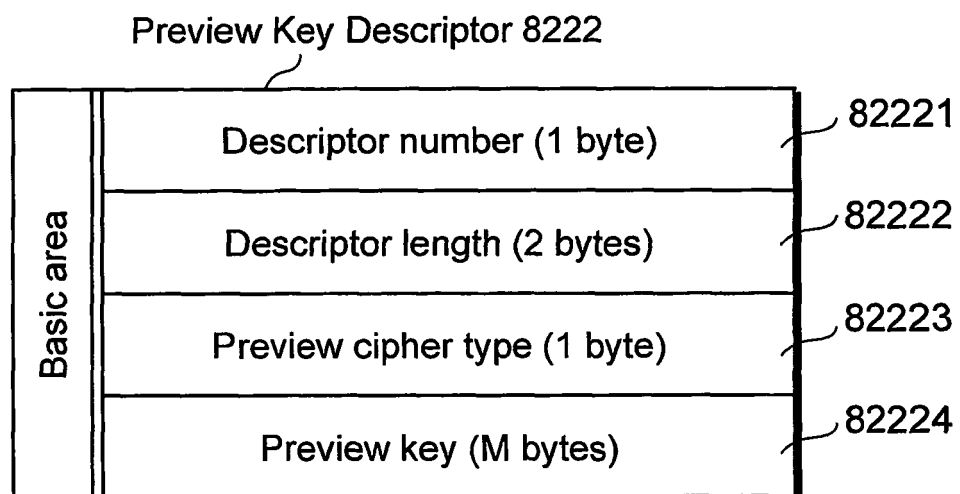 Preview Key Descriptor 8222
Basic area
Descriptor number (1 byte)
82221
Descriptor length (2 bytes)
82222
Preview cipher type (1 byte)
82223
Preview key (M bytes)
82224